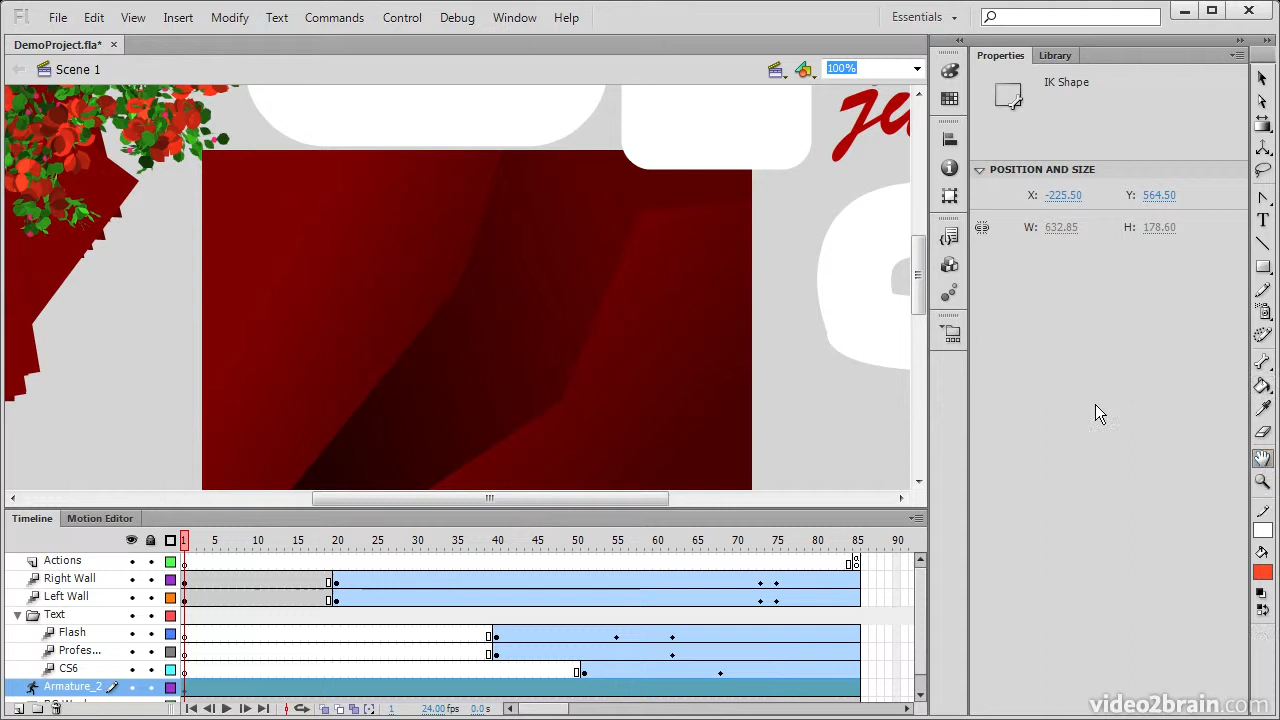 Fl File Edit View Insert Modify Text Commands Control Debug Window Help Essentials
DemoProject.fla* ×
Scene 1 100%
Properties Library
IK Shape
POSITION AND SIZE
X: -225.50 Y: 564.50
W: 632.85 H: 178.60
ja
Timeline Motion Editor
1 5 10 15 20 25 30 35 40 45 50 55 60 65 70 75 80 85 90
Actions
Right Wall
Left Wall
Text
Flash
Profes...
CS6
Armature_2
1 24.00 fps 0.0 s
video2brain.com